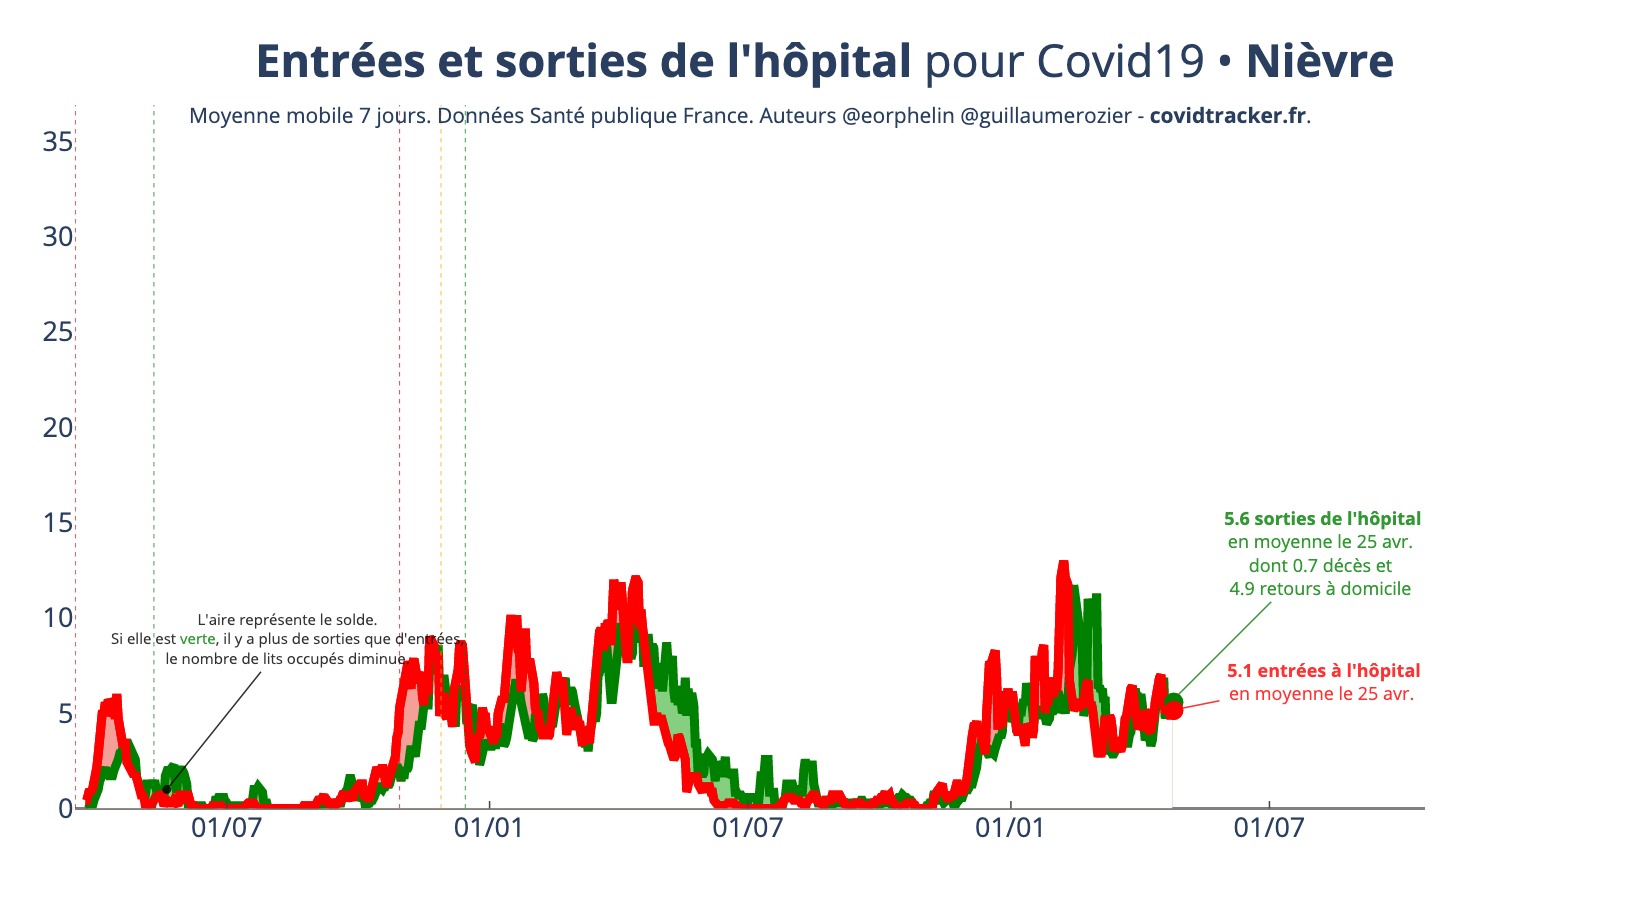 Entrées et sorties de l'hôpital pour Covid19 • Nièvre
Moyenne mobile 7 jours. Données Santé publique France. Auteurs @eorphelin @guillaumerozier - covidtracker.fr.
35
30
25
20
15
10
5
0
L'aire représente le solde.
Si elle est verte, il y a plus de sorties que d'entrées,
le nombre de lits occupés diminue.
5.6 sorties de l'hôpital
en moyenne le 25 avr.
dont 0.7 décès et
4.9 retours à domicile
5.1 entrées à l'hôpital
en moyenne le 25 avr.
01/07
01/01
01/07
01/01
01/07